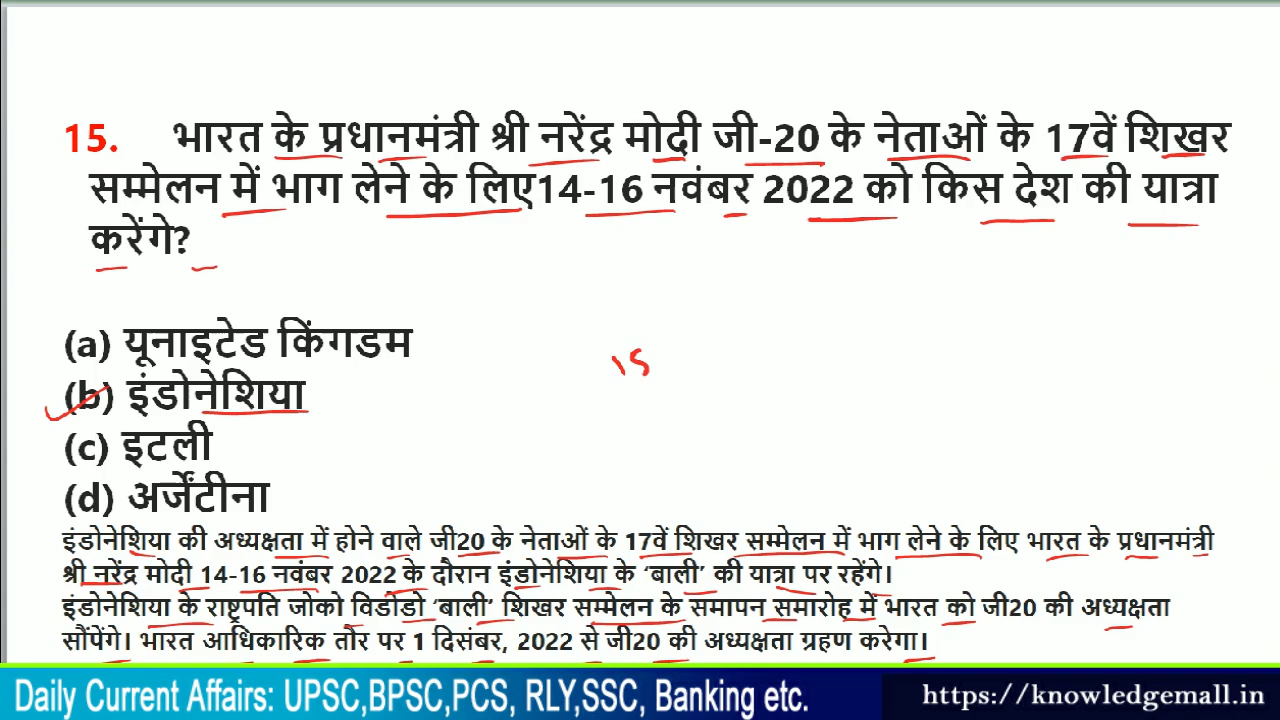 15. भारत के प्रधानमंत्री श्री नरेंद्र मोदी जी-20 के नेताओं के 17वें शिखर
सम्मेलन में भाग लेने के लिए14-16 नवंबर 2022 को किस देश की यात्रा
करेंगे?
(a) यूनाइटेड किंगडम
15
(b) इंडोनेशिया
(c) इटली
(d) अर्जेंटीना
इंडोनेशिया की अध्यक्षता में होने वाले जी20 के नेताओं के 17वें शिखर सम्मेलन में भाग लेने के लिए भारत के प्रधानमंत्री
श्री नरेंद्र मोदी 14-16 नवंबर 2022 के दौरान इंडोनेशिया के ‘बाली’ की यात्रा पर रहेंगे।
इंडोनेशिया के राष्ट्रपति जोको विडोडो ‘बाली’ शिखर सम्मेलन के समापन समारोह में भारत को जी20 की अध्यक्षता
सौंपेंगे। भारत आधिकारिक तौर पर 1 दिसंबर, 2022 से जी20 की अध्यक्षता ग्रहण करेगा।
Daily Current Affairs: UPSC,BPSC,PCS, RLY,SSC, Banking etc.
https://knowledgemall.in